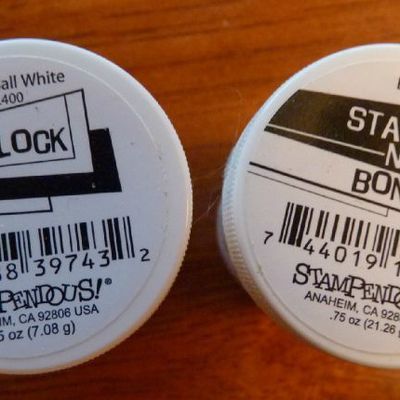 all White
400
LOCK
8 39743 2
PENDOUS!®
IM, CA 92806 USA
5 oz (7.08 g)
STA
N
BON
7 44019 1
STAMPENDO
ANAHEIM, CA 9280
.75 oz (21.26 g